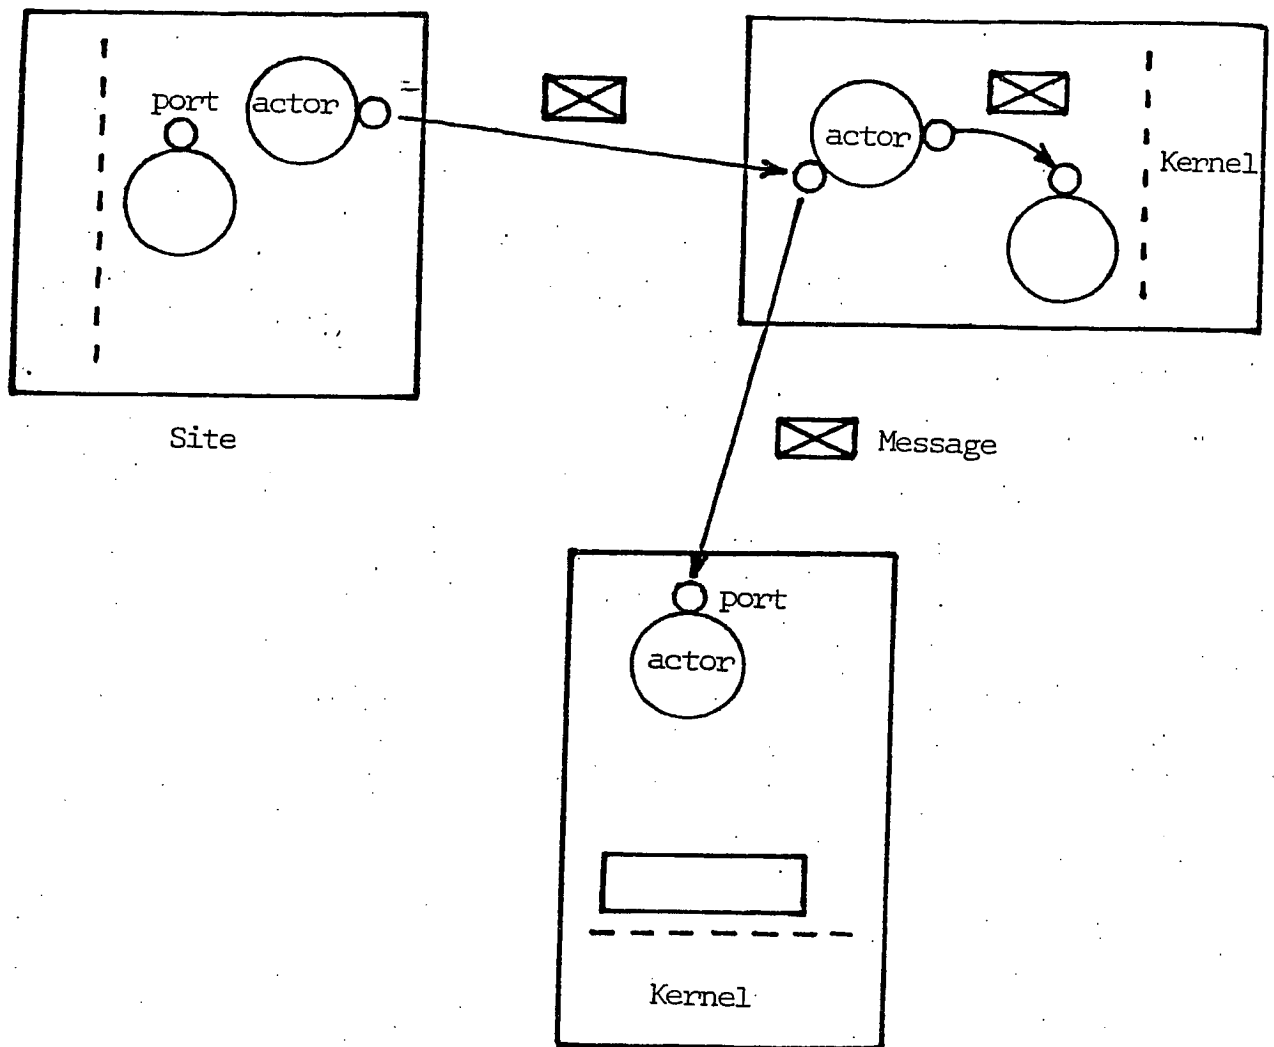 port
actor
actor
Kernel
Site
Message
port
actor
Kernel